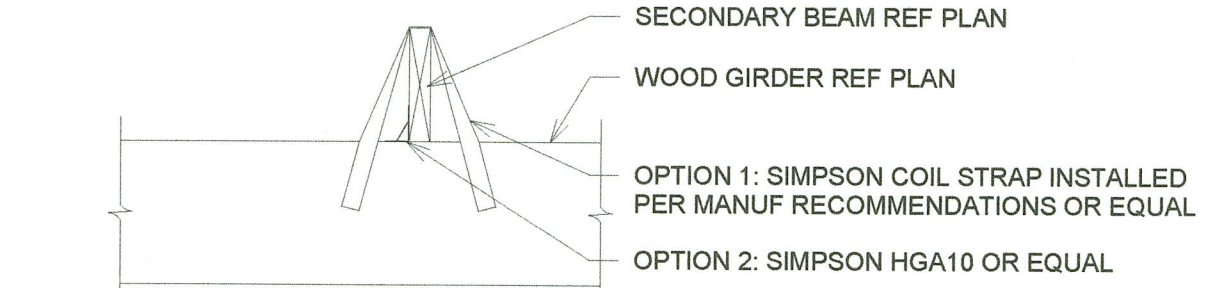 SECONDARY BEAM REF PLAN
WOOD GIRDER REF PLAN
OPTION 1: SIMPSON COIL STRAP INSTALLED
PER MANUF RECOMMENDATIONS OR EQUAL
OPTION 2: SIMPSON HGA10 OR EQUAL